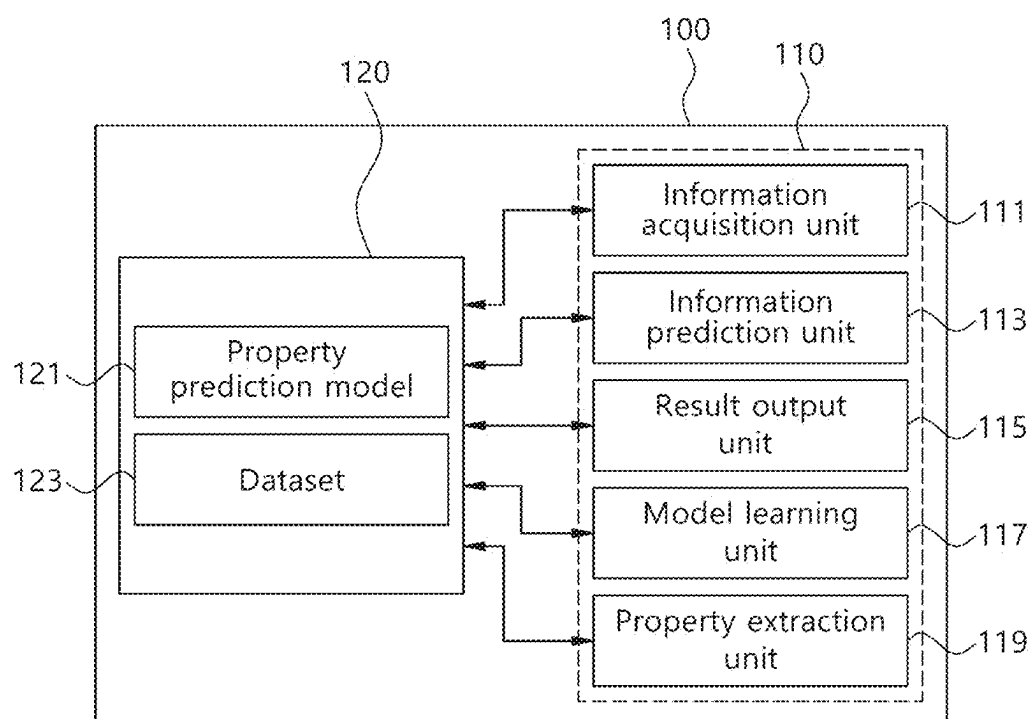 100
110
120
Information
acquisition unit
111
Information
prediction unit
113
121
Property
prediction model
Result output
unit
115
123
Dataset
Model learning
unit
117
Property extraction
unit
119